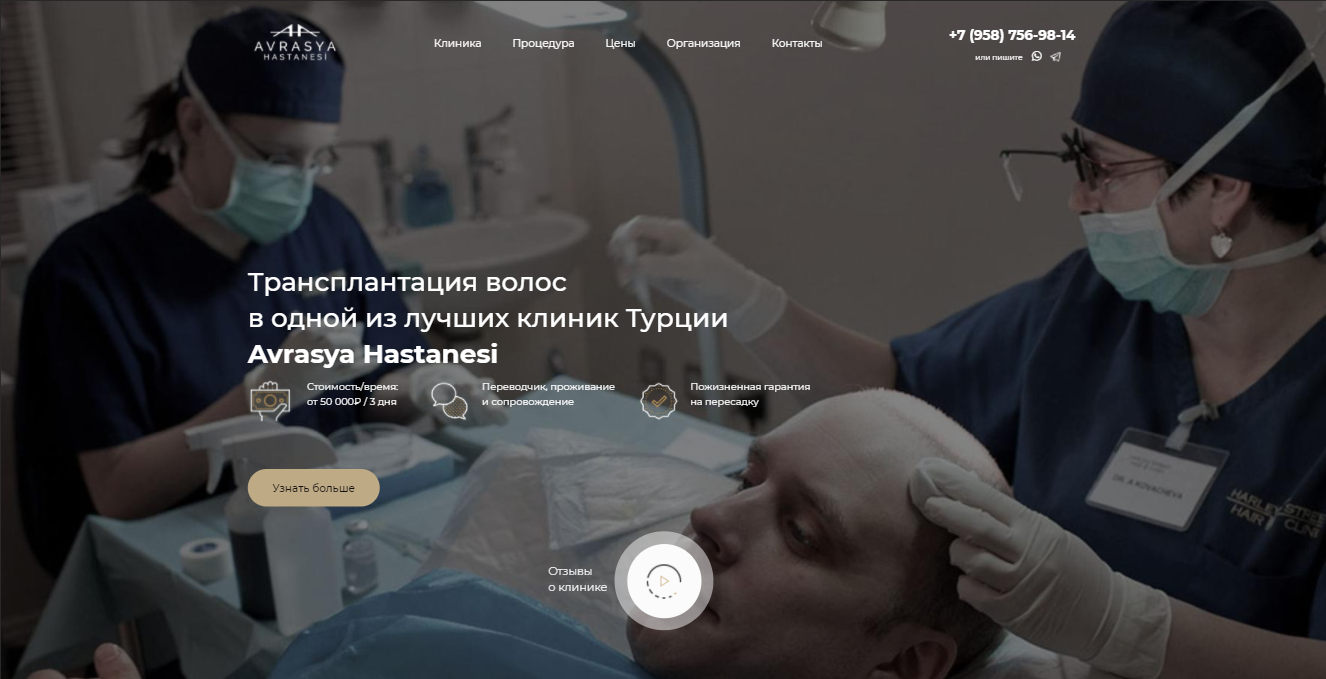 AVRASYA
HASTANESİ
Клиника
Процедура
Цены
Организация
Контакты
+7 (958) 756-98-14
или пишите
Трансплантация волос
в одной из лучших клиник Турции
Avrasya Hastanesi
Стоимость/время:
от 50 000₽ / 3 дня
Переводчик, проживание
и сопровождение
Пожизненная гарантия
на пересадку
Узнать больше
Отзывы
о клинике
DR. A KOVACHEVA
HARLEY STREET
HAIR CLINIC